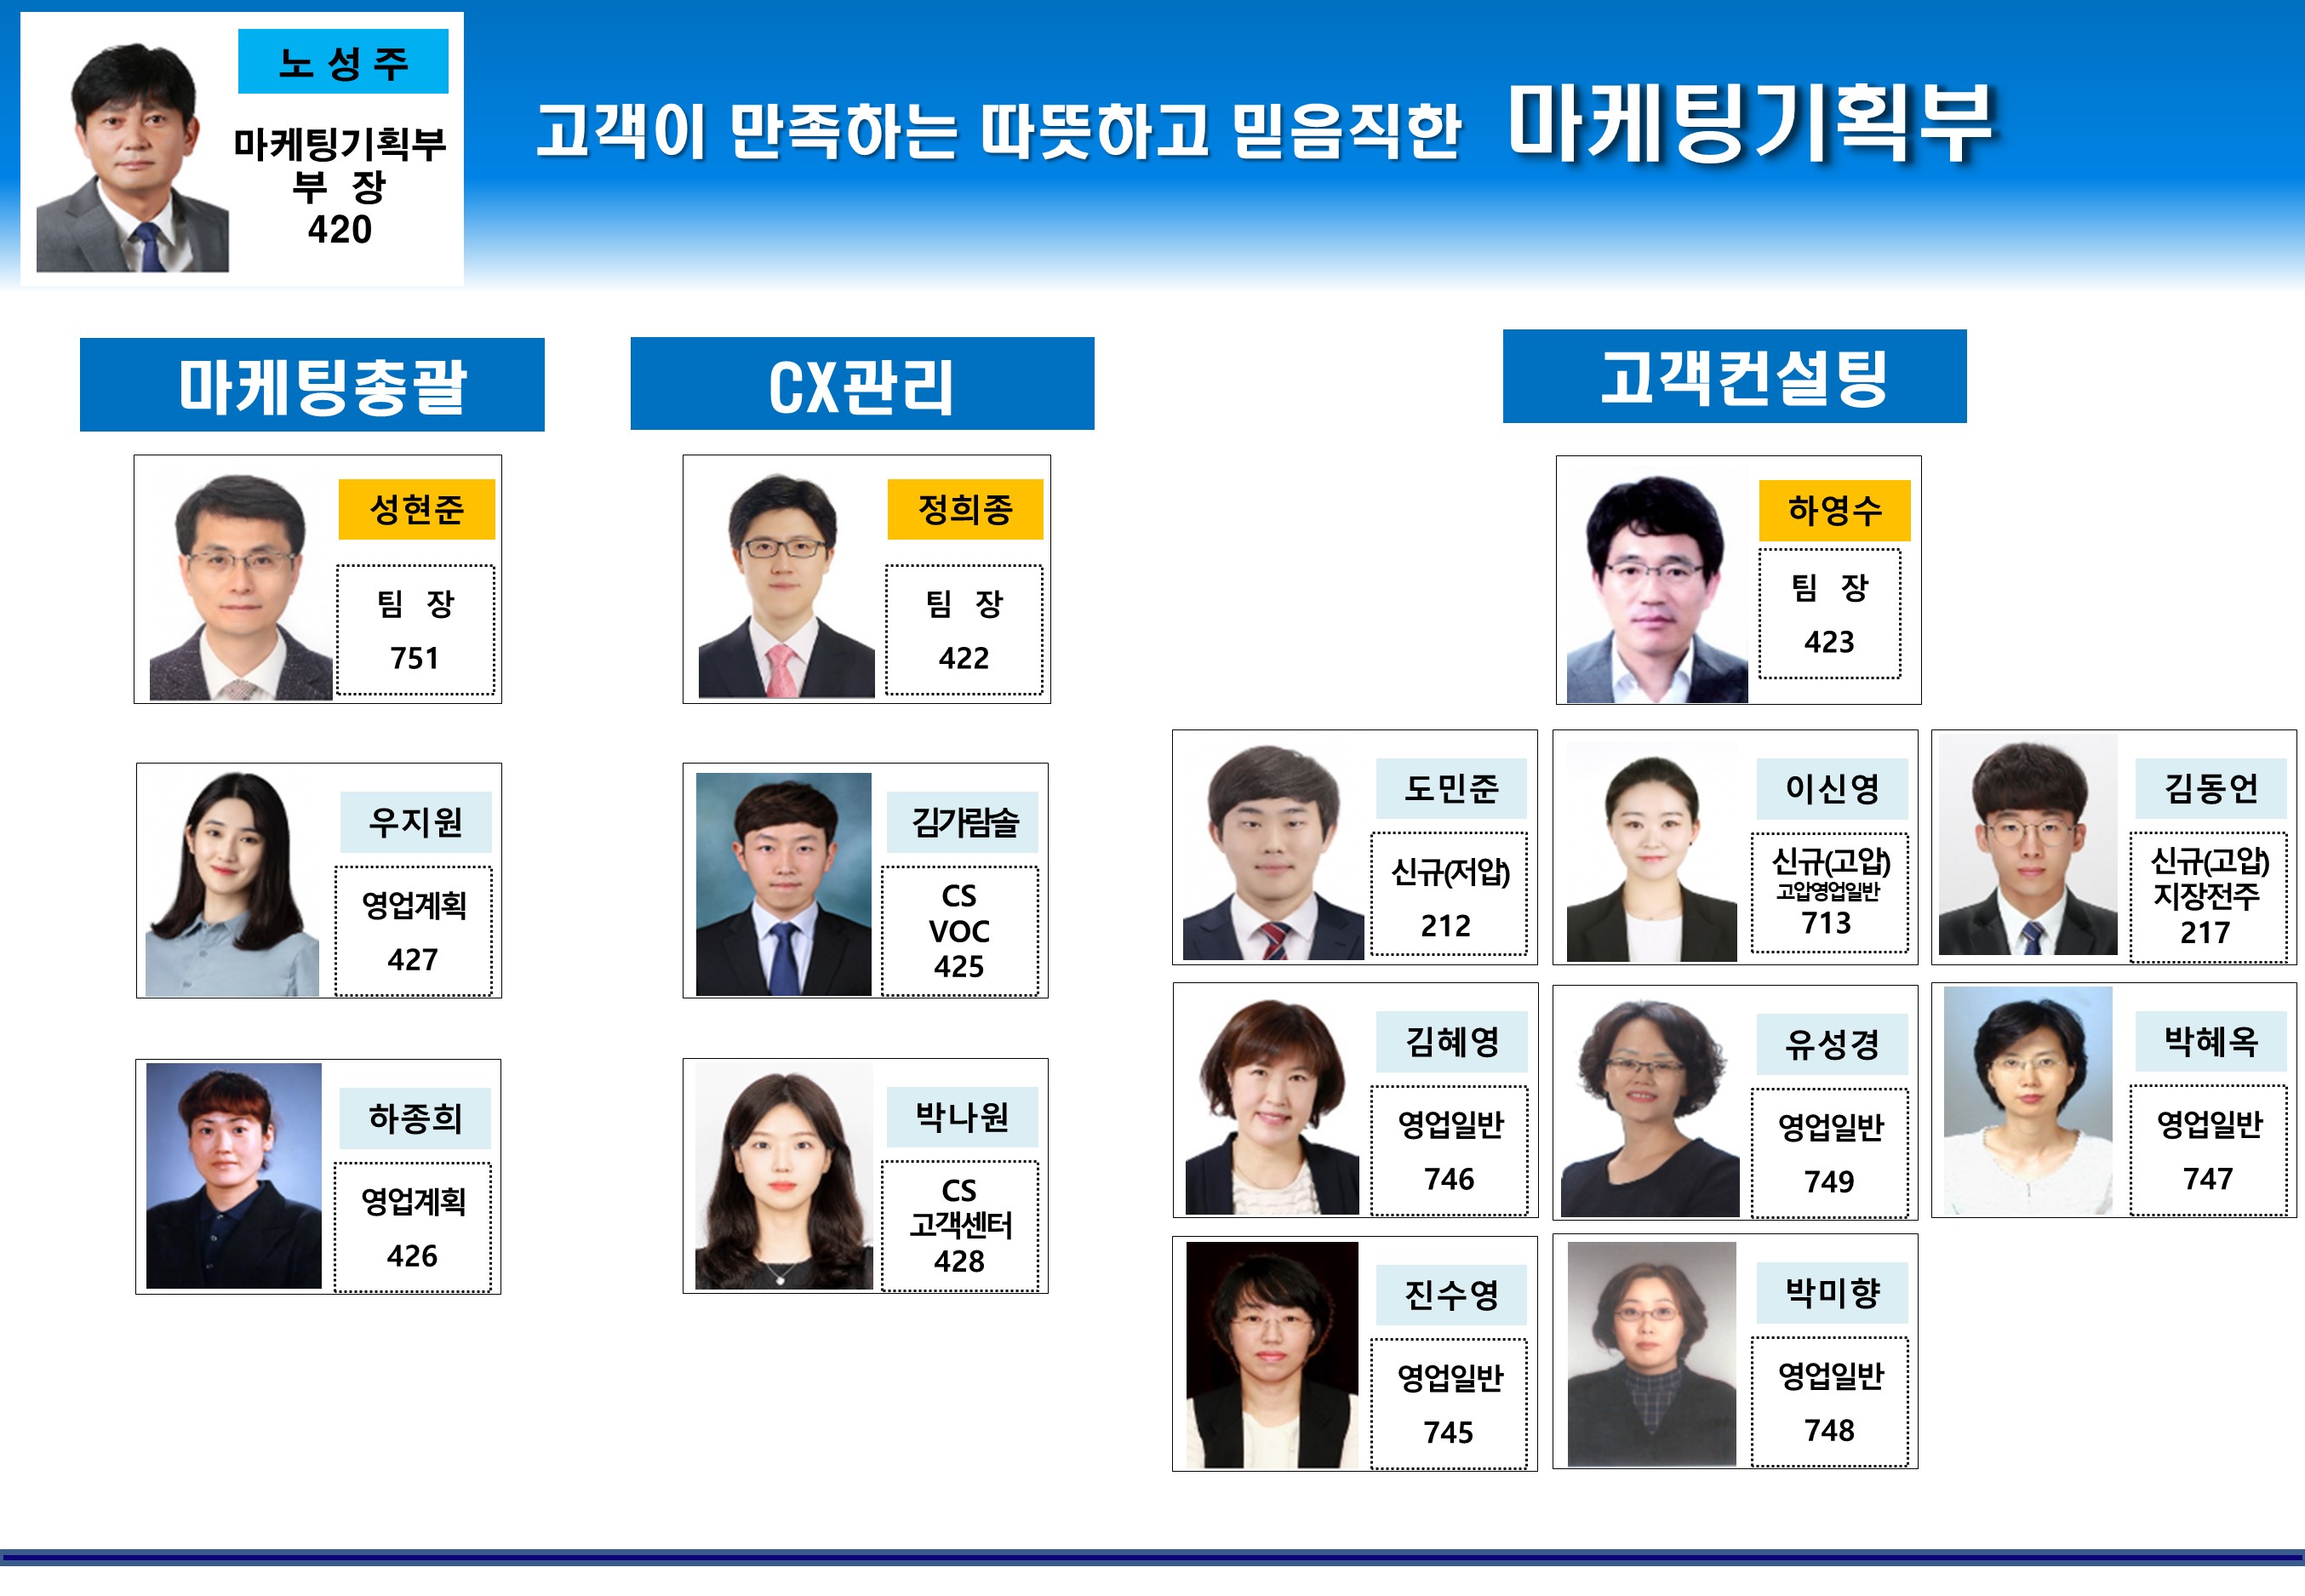 노 성 주
마케팅기획부
부 장
420
고객이 만족하는 따뜻하고 믿음직한 마케팅기획부
마케팅총괄
성현준
팀 장
751
우지원
영업계획
427
하종희
영업계획
426
CX관리
정희종
팀 장
422
김가람솔
CS
VOC
425
박나원
CS
고객센터
428
고객컨설팅
하영수
팀 장
423
도민준
신규(저압)
212
이신영
신규(고압)
고압영업일반
713
김동언
신규(고압)
지장전주
217
김혜영
영업일반
746
유성경
영업일반
749
박혜옥
영업일반
747
진수영
영업일반
745
박미향
영업일반
748